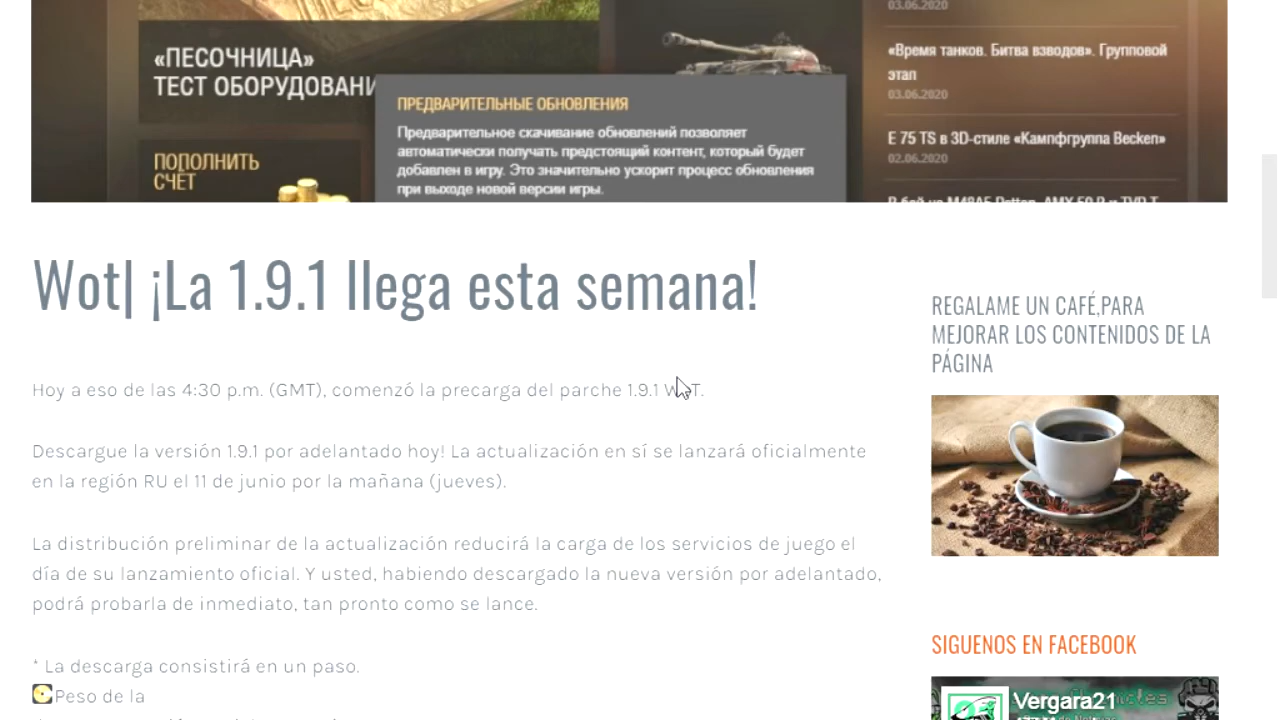 03.06.2020
«ПЕСОЧНИЦА»
ТЕСТ ОБОРУДОВАНИ
«Время танков. Битва взводов». Групповой
этап
03.06.2020
ПРЕДВАРИТЕЛЬНЫЕ ОБНОВЛЕНИЯ
Предварительное скачивание обновлений позволяет
автоматически получать предстоящий контент, который будет
добавлен в игру. Это значительно ускорит процесс обновления
при выходе новой версии игры.
E 75 TS в 3D-стиле «Кампфгруппа Becken»
02.06.2020
ПОПОЛНИТЬ
СЧЕТ
Wot| ¡La 1.9.1 llega esta semana!
Hoy a eso de las 4:30 p.m. (GMT), comenzó la precarga del parche 1.9.1 WoT.
Descargue la versión 1.9.1 por adelantado hoy! La actualización en sí se lanzará oficialmente
en la región RU el 11 de junio por la mañana (jueves).
La distribución preliminar de la actualización reducirá la carga de los servicios de juego el
día de su lanzamiento oficial. Y usted, habiendo descargado la nueva versión por adelantado,
podrá probarla de inmediato, tan pronto como se lance.
* La descarga consistirá en un paso.
Peso de la
REGALAME UN CAFÉ,PARA
MEJORAR LOS CONTENIDOS DE LA
PÁGINA
SIGUENOS EN FACEBOOK
Vergara21